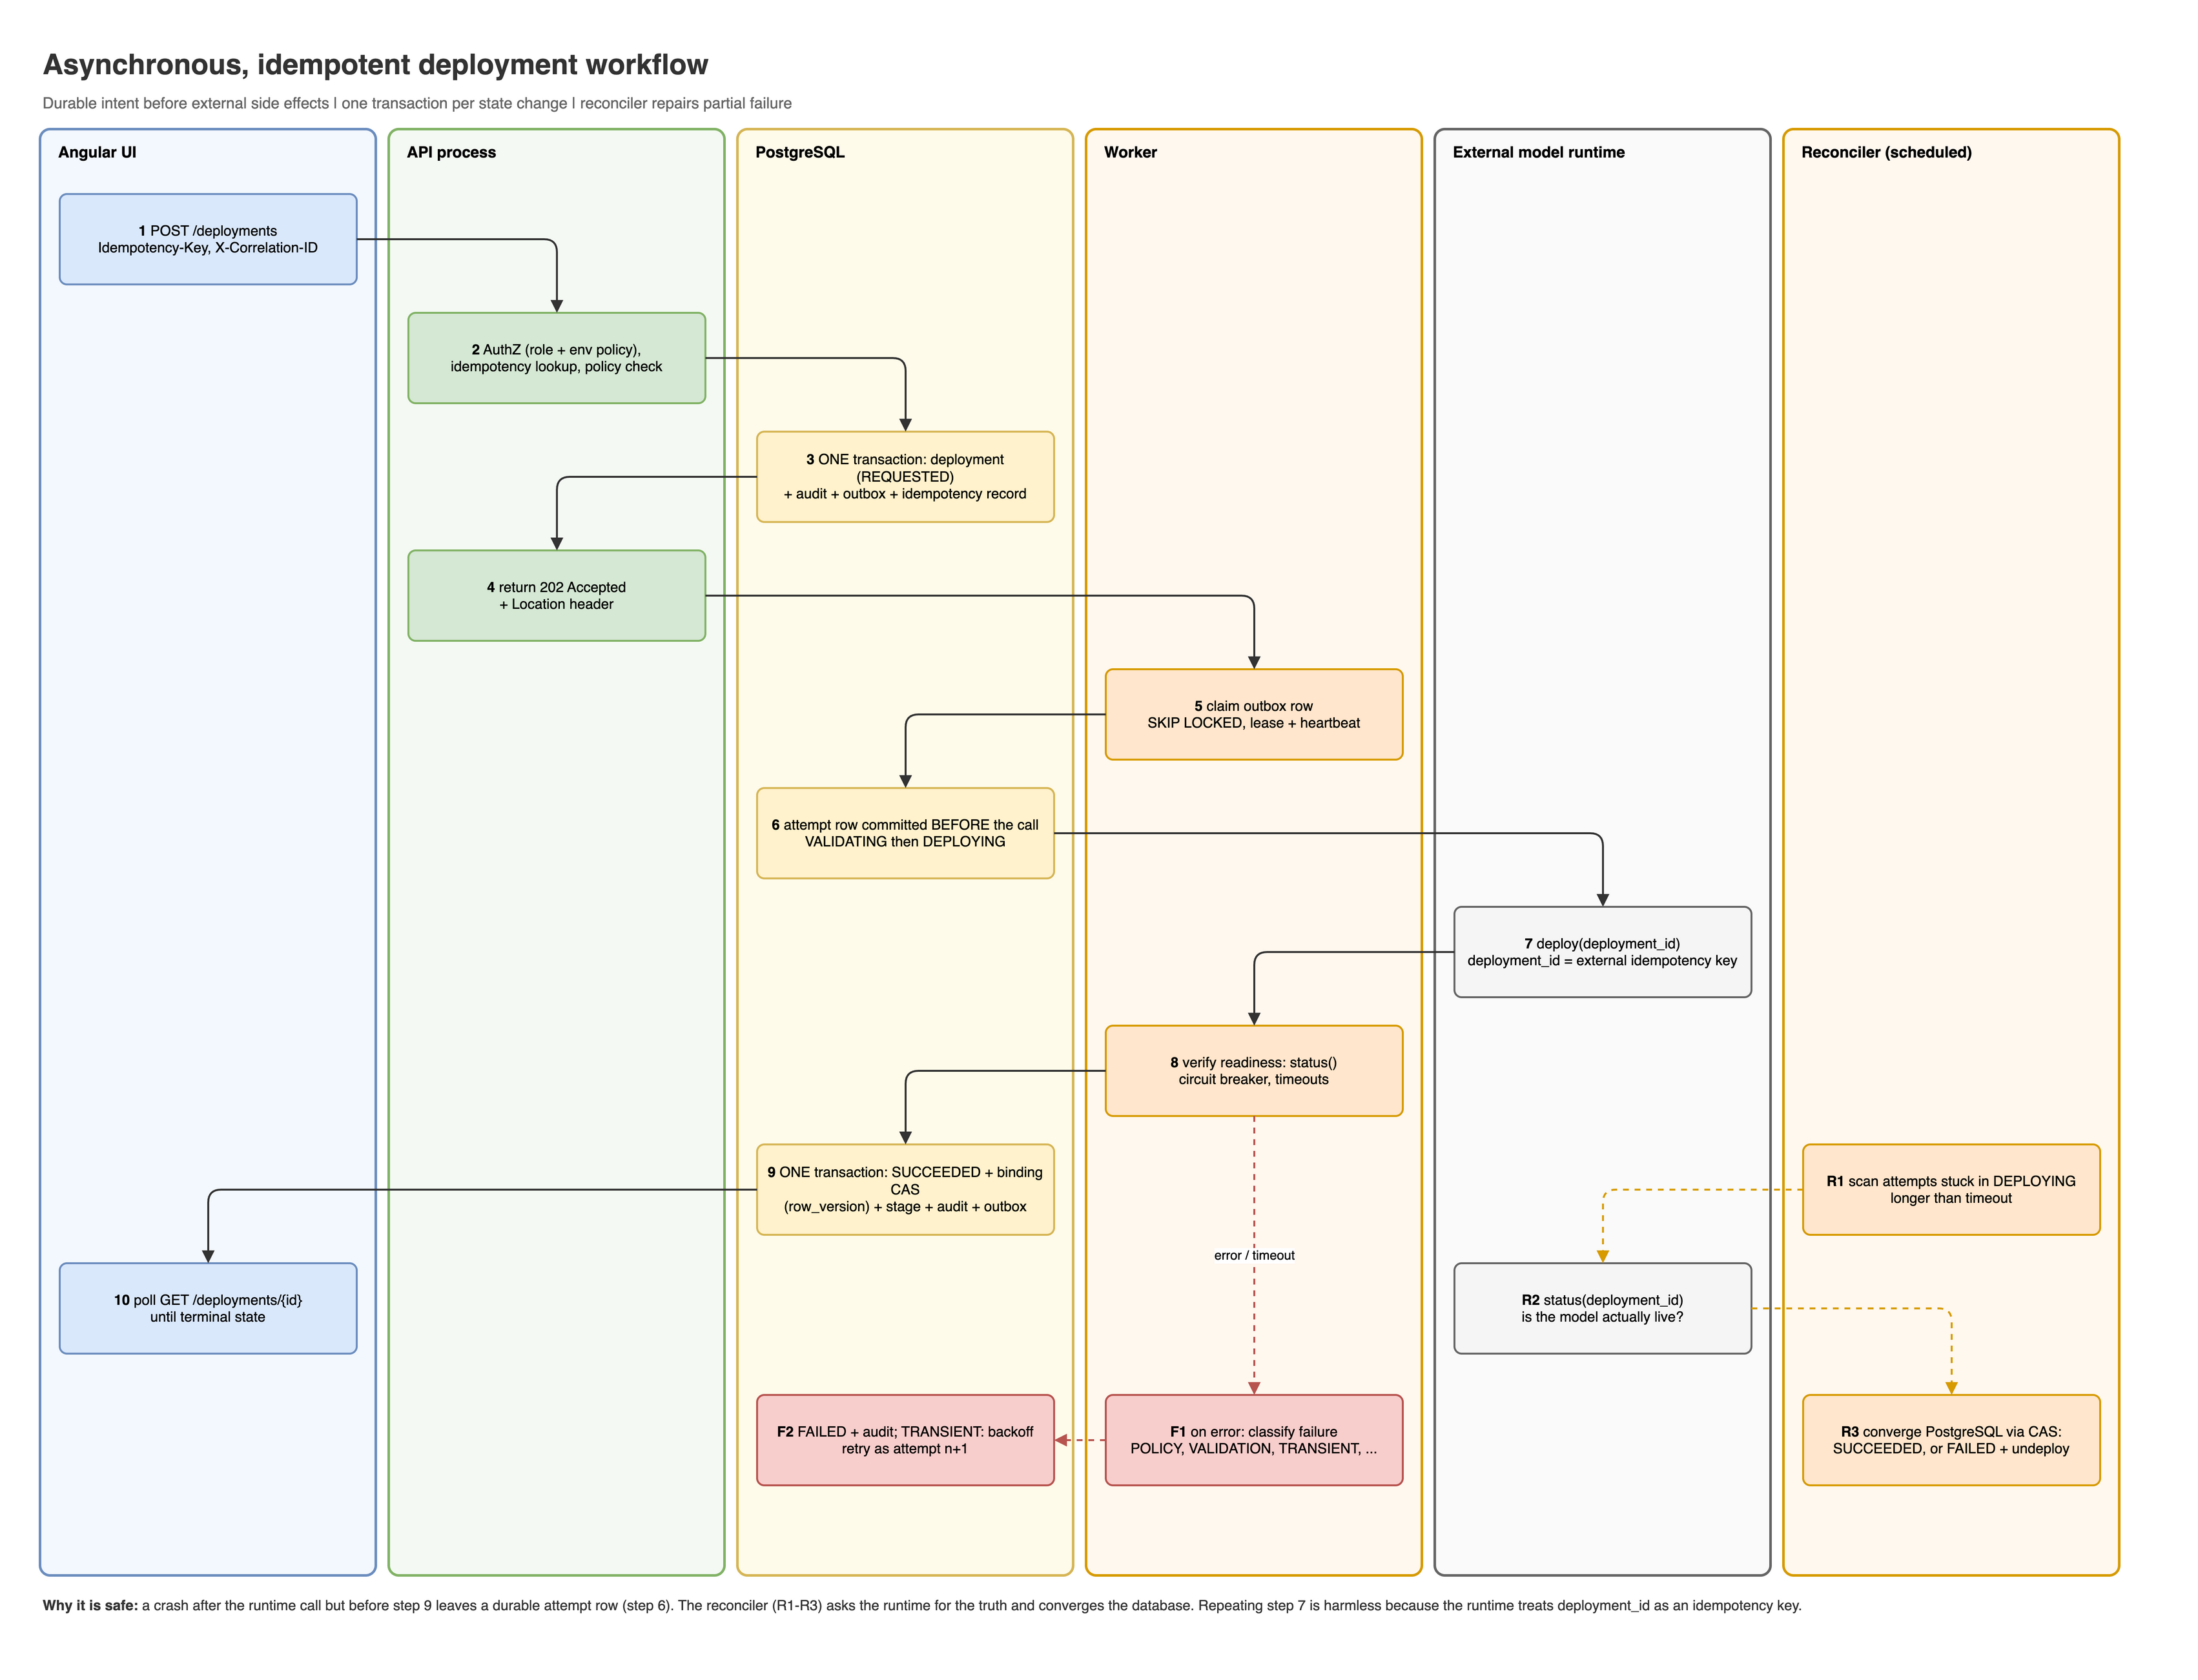 Asynchronous, idempotent deployment workflow
Durable intent before external side effects | one transaction per state change | reconciler repairs partial failure
Angular UI
API process
PostgreSQL
Worker
External model runtime
Reconciler (scheduled)
1 POST /deployments
Idempotency-Key, X-Correlation-ID
2 AuthZ (role + env policy),
idempotency lookup, policy check
3 ONE transaction: deployment
(REQUESTED)
+ audit + outbox + idempotency record
4 return 202 Accepted
+ Location header
5 claim outbox row
SKIP LOCKED, lease + heartbeat
6 attempt row committed BEFORE the call
VALIDATING then DEPLOYING
7 deploy(deployment_id)
deployment_id = external idempotency key
8 verify readiness: status()
circuit breaker, timeouts
9 ONE transaction: SUCCEEDED + binding
CAS
(row_version) + stage + audit + outbox
R1 scan attempts stuck in DEPLOYING
longer than timeout
error / timeout
10 poll GET /deployments/{id}
until terminal state
R2 status(deployment_id)
is the model actually live?
F2 FAILED + audit; TRANSIENT: backoff
retry as attempt n+1
F1 on error: classify failure
POLICY, VALIDATION, TRANSIENT, ...
R3 converge PostgreSQL via CAS:
SUCCEEDED, or FAILED + undeploy
Why it is safe: a crash after the runtime call but before step 9 leaves a durable attempt row (step 6). The reconciler (R1-R3) asks the runtime for the truth and converges the database. Repeating step 7 is harmless because the runtime treats deployment_id as an idempotency key.